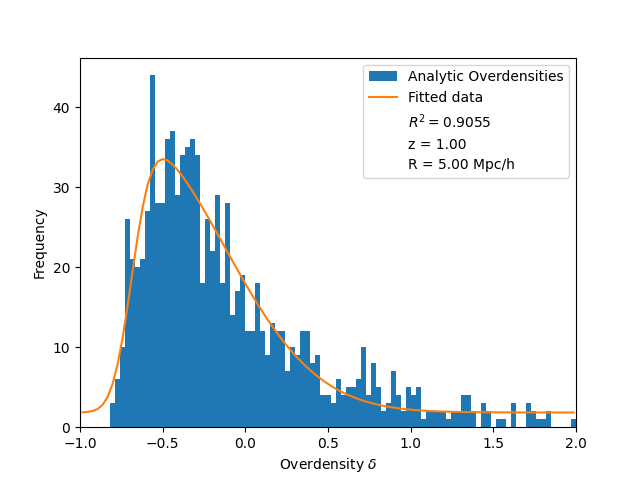 Analytic Overdensities
Fitted data
R² = 0.9055
z = 1.00
R = 5.00 Mpc/h
Frequency
40
30
20
10
0
−1.0 −0.5 0.0 0.5 1.0 1.5 2.0
Overdensity δ